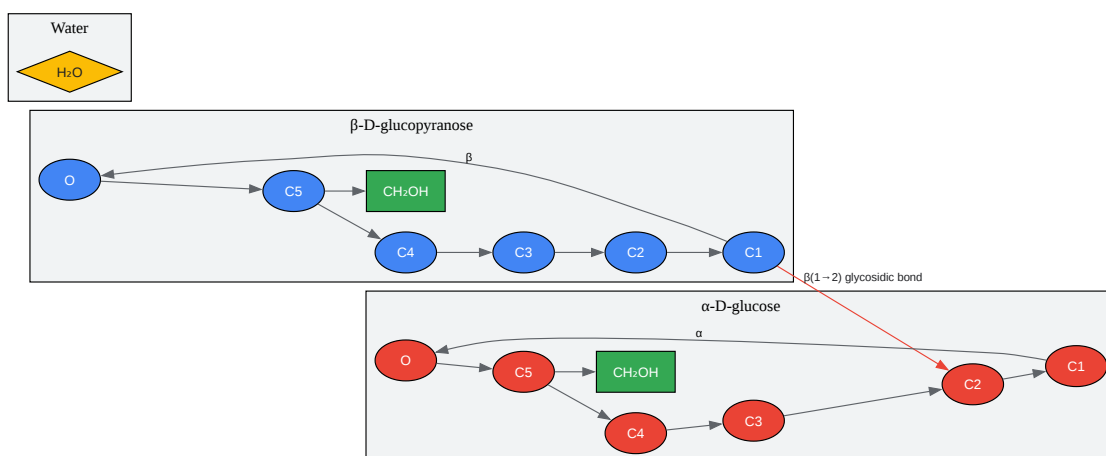 Water
H₂O
β-D-glucopyranose
β
O
C5
CH₂OH
C4
C3
C2
C1
β(1→2) glycosidic bond
α-D-glucose
α
O
C5
CH₂OH
C1
C2
C3
C4